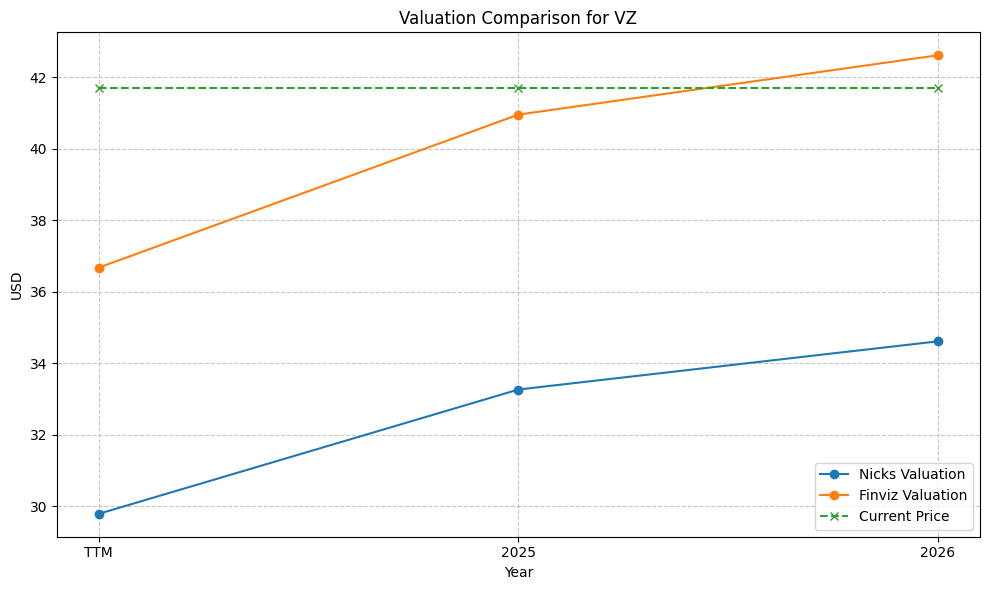 Valuation Comparison for VZ
USD
42
40
38
36
34
32
30
TTM
2025
2026
Year
Nicks Valuation
Finviz Valuation
Current Price